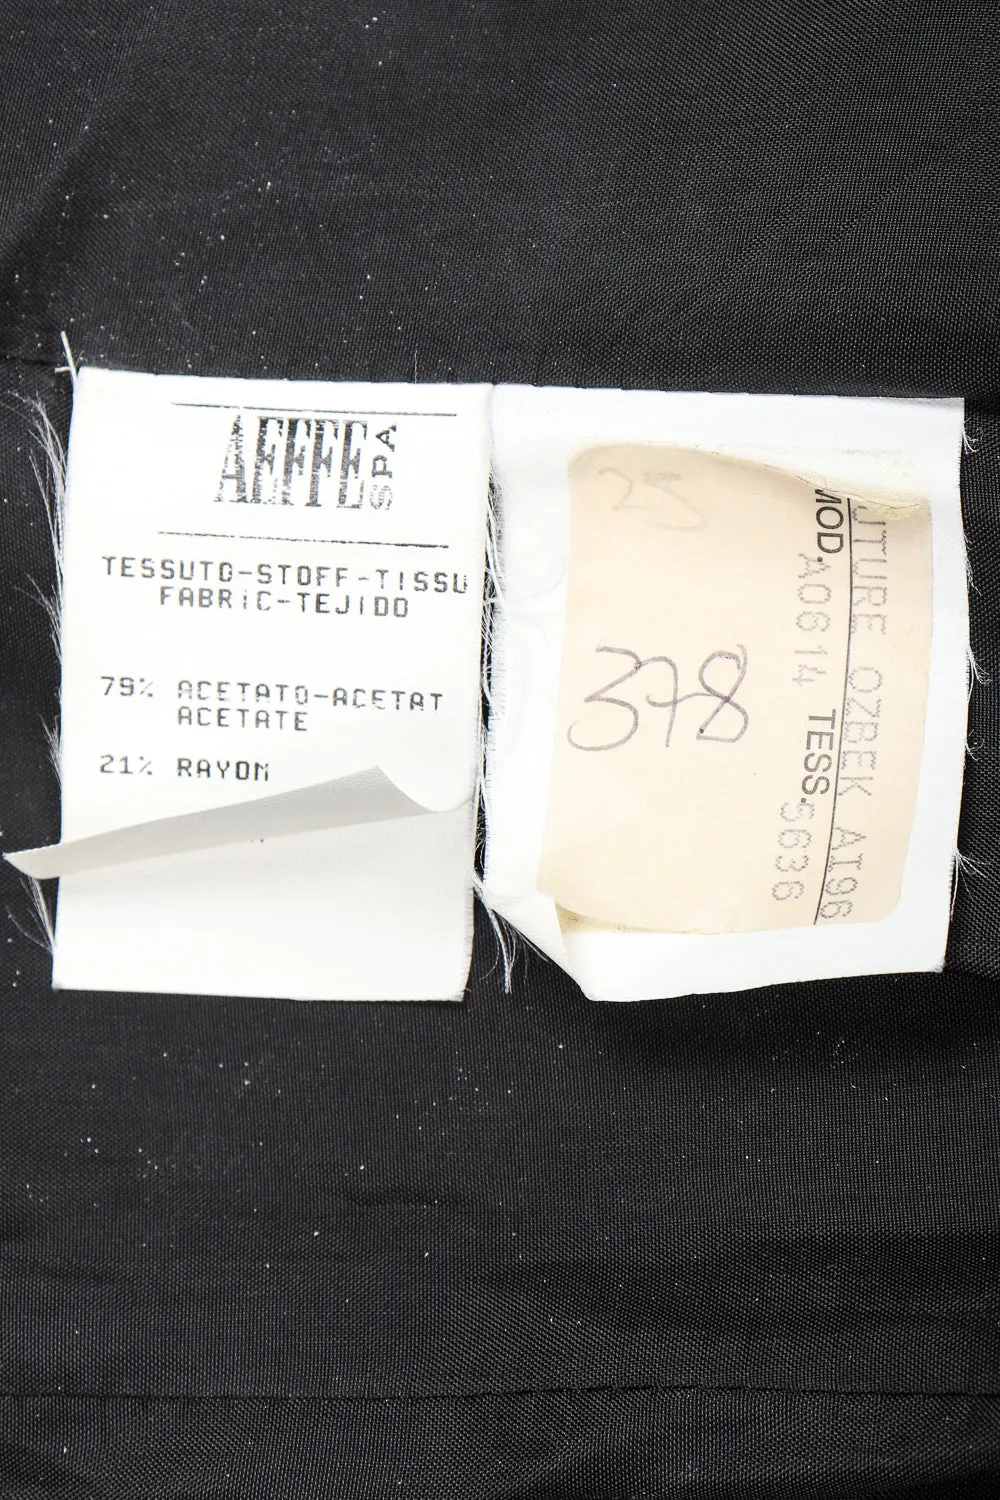 AEFFE SPA
TESSUTO-STOFF-TISSU
FABRIC-TEJIDO
79% ACETATO-ACETAT
ACETATE
21% RAYON
25
378
UTURE OZBEK AI96
MOD. A0614 TESS. 5636